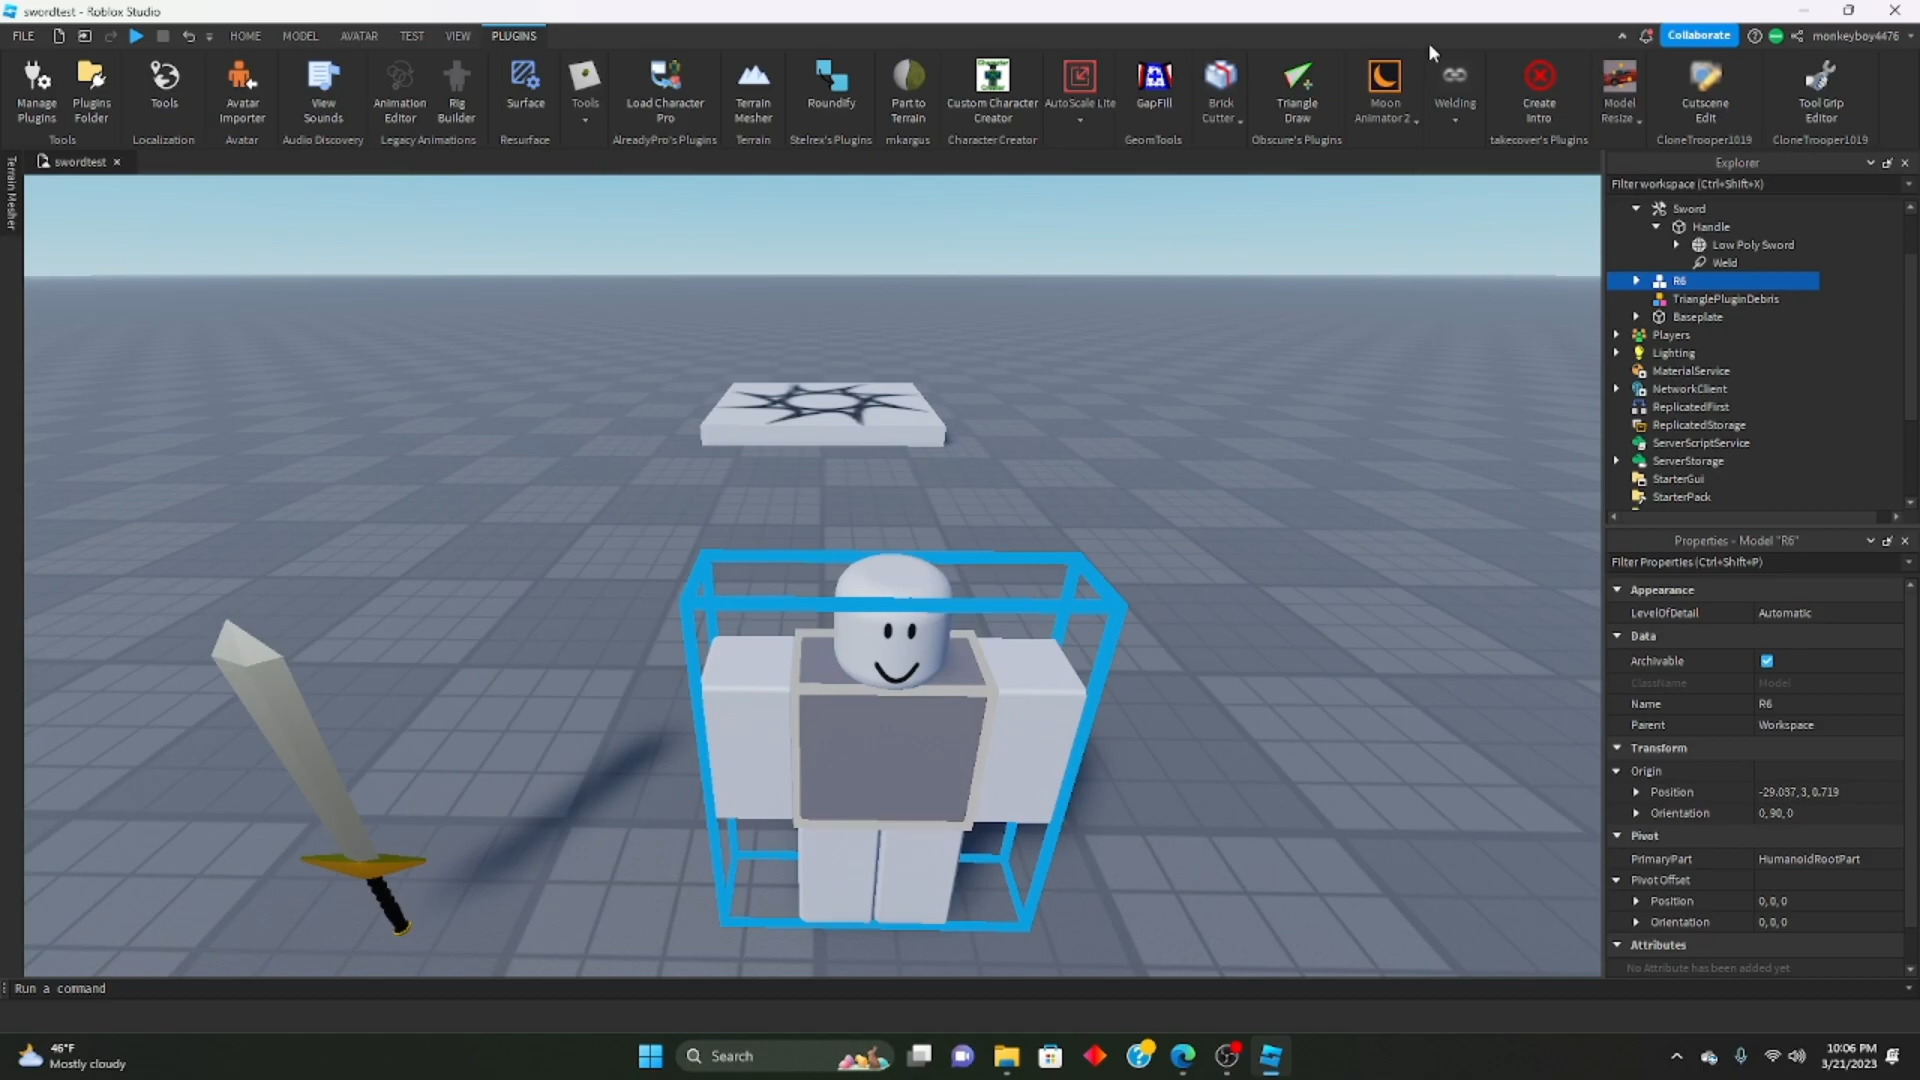 swordtest - Roblox Studio
FILE HOME MODEL AVATAR TEST VIEW PLUGINS Collaborate monkeyboy4476
Manage Plugins
Plugins Folder
Tools
Tools
Localization
Avatar Importer
Avatar
View Sounds
Audio Discovery
Animation Editor
Rig Builder
Legacy Animations
Surface
Resurface
Tools
Load Character Pro
AlreadyPro's Plugins
Terrain Mesher
Terrain
Roundify
Stelrex's Plugins
Part to Terrain
mkargus
Custom Character Creator
Character Creator
AutoScale Lite
GapFill
Brick Cutter
GeomTools
Triangle Draw
Obscure's Plugins
Moon Animator 2
Welding
Create Intro
takeover's Plugins
Model Resize
Cutscene Edit
CloneTrooper1019
Tool Grip Editor
CloneTrooper1019
Terrain Mesher
swordtest
Explorer
Filter workspace (Ctrl+Shift+X)
Sword
Handle
Low Poly Sword
Weld
R6
TrianglePluginDebris
Baseplate
Players
Lighting
MaterialService
NetworkClient
ReplicatedFirst
ReplicatedStorage
ServerScriptService
ServerStorage
StarterGui
StarterPack
Properties - Model "R6"
Filter Properties (Ctrl+Shift+P)
Appearance
LevelOfDetail Automatic
Data
Archivable
ClassName Model
Name R6
Parent Workspace
Transform
Origin
Position -29.037, 3, 0.719
Orientation 0, 90, 0
Pivot
PrimaryPart HumanoidRootPart
Pivot Offset
Position 0, 0, 0
Orientation 0, 0, 0
Attributes
No Attribute has been added yet
Run a command
46°F
Mostly cloudy
Search
10:06 PM
3/21/2023